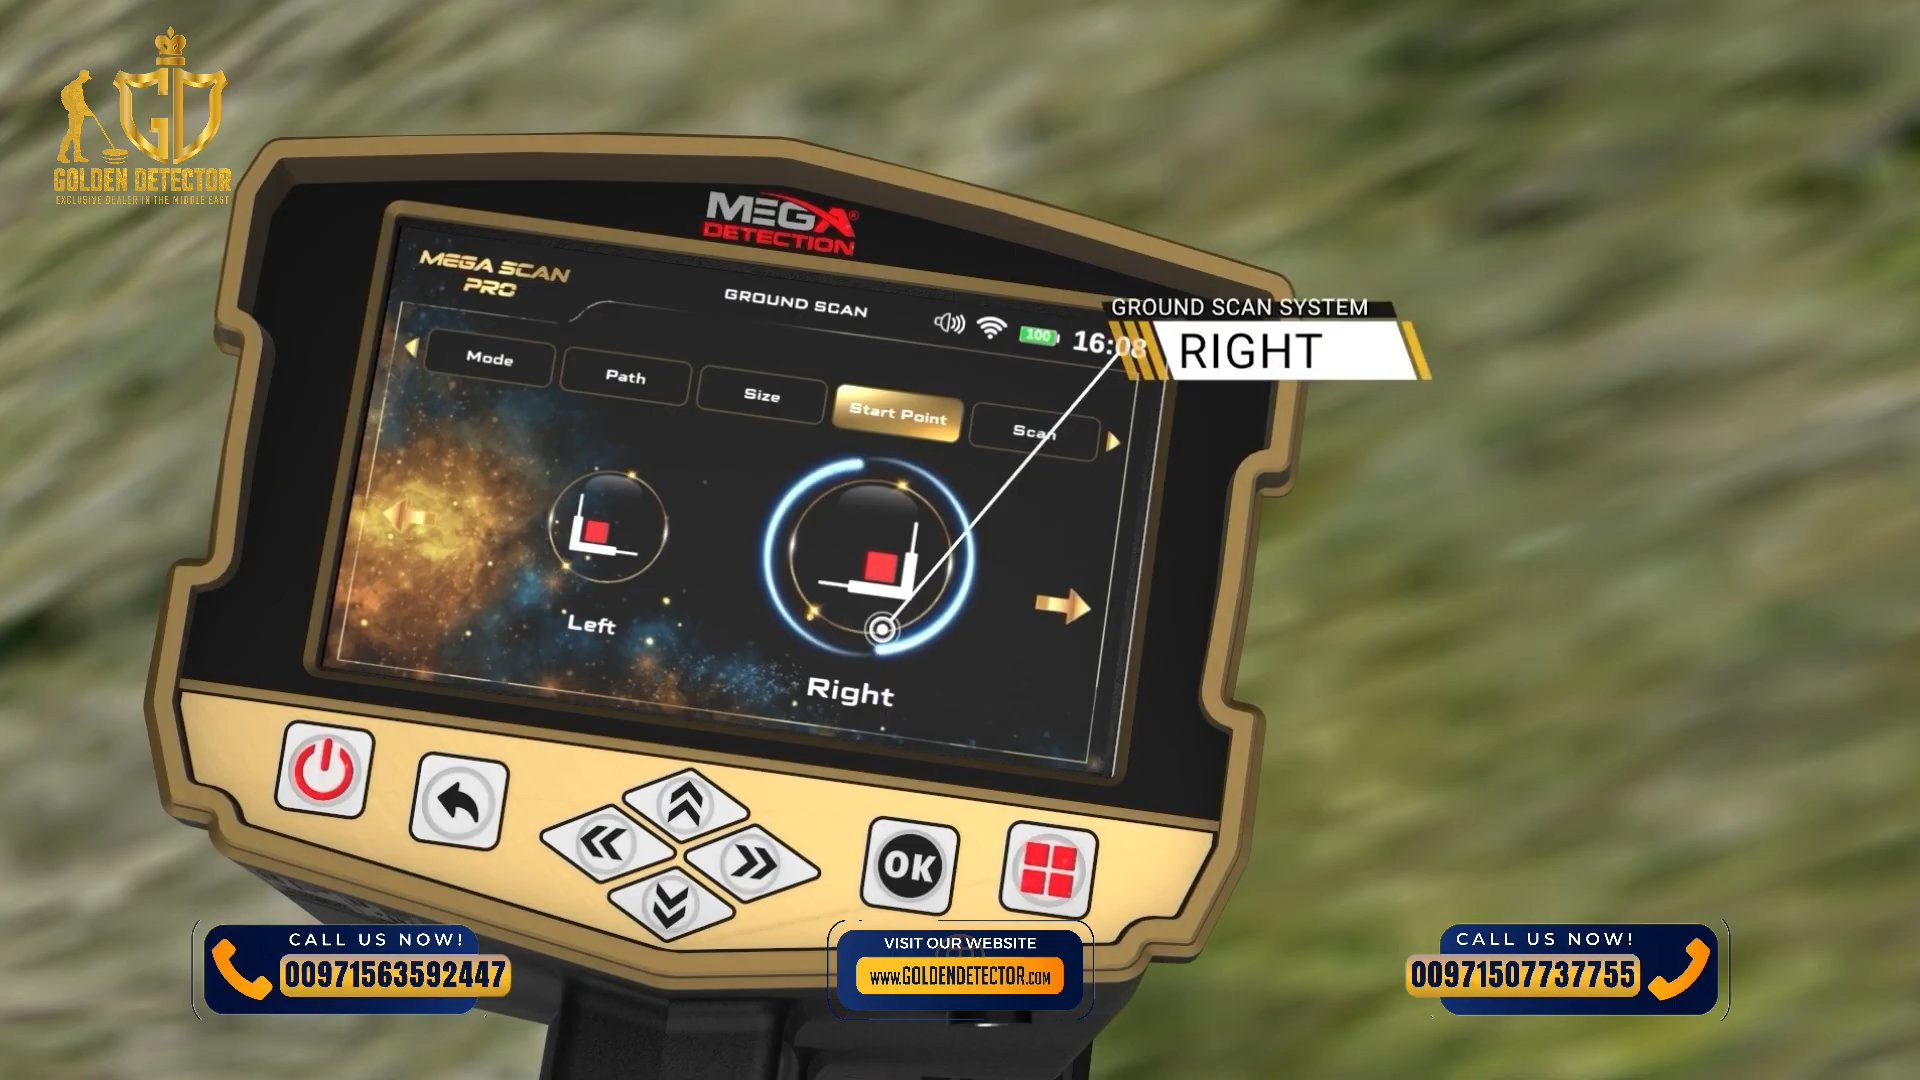 GD
GOLDEN DETECTOR
EXCLUSIVE DEALER IN THE MIDDLE EAST
MEGA®
DETECTION
MEGA SCAN
PRO
GROUND SCAN
100
16:08
GROUND SCAN SYSTEM
RIGHT
Mode
Path
Size
Start Point
Scan
Left
Right
OK
CALL US NOW!
00971563592447
VISIT OUR WEBSITE
WWW.GOLDENDETECTOR.COM
CALL US NOW!
00971507737755